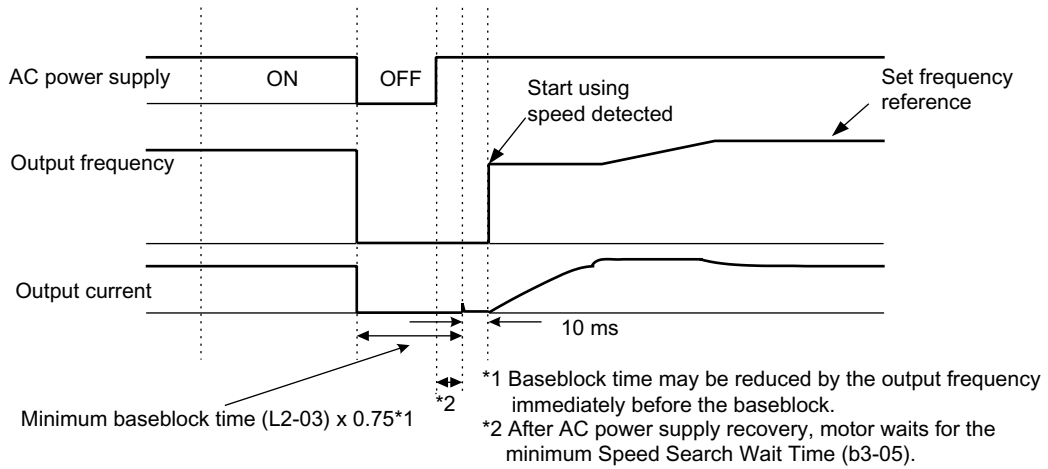 AC power supply
ON
OFF
Start using
speed detected
Set frequency
reference
Output frequency
Output current
10 ms
*2
Minimum baseblock time (L2-03) x 0.75*1
*1 Baseblock time may be reduced by the output frequency
immediately before the baseblock.
*2 After AC power supply recovery, motor waits for the
minimum Speed Search Wait Time (b3-05).